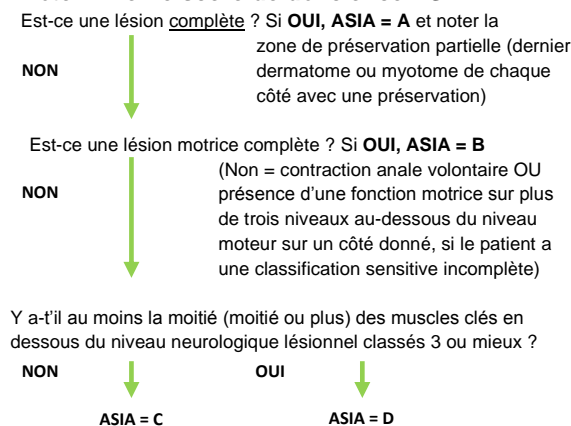 Est-ce une lésion complète ? Si OUI, ASIA = A et noter la
zone de préservation partielle (dernier
dermatome ou myotome de chaque
côté avec une préservation)
NON
Est-ce une lésion motrice complète ? Si OUI, ASIA = B
(Non = contraction anale volontaire OU
présence d'une fonction motrice sur plus
de trois niveaux au-dessous du niveau
moteur sur un côté donné, si le patient a
une classification sensitive incomplète)
NON
Y a-t'il au moins la moitié (moitié ou plus) des muscles clés en
dessous du niveau neurologique lésionnel classés 3 ou mieux ?
NON OUI
ASIA = C ASIA = D